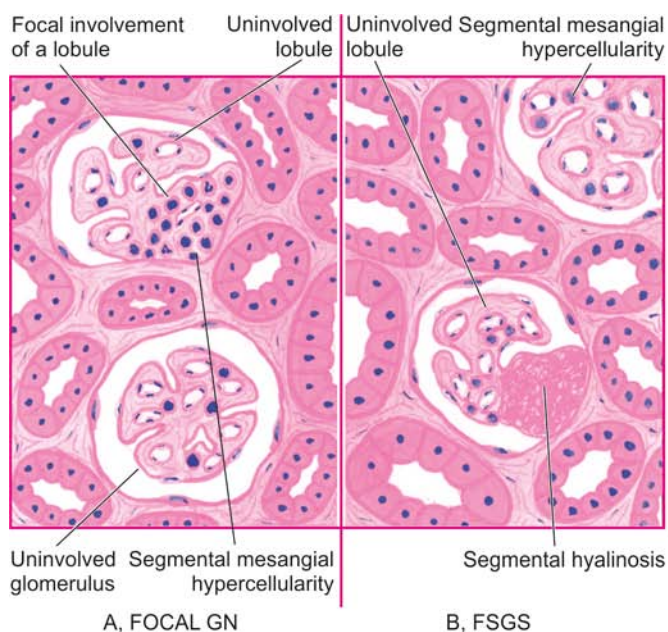 Focal involvement
of a lobule
Uninvolved
lobule
Uninvolved
lobule
Segmental mesangial
hypercellularity
Uninvolved
glomerulus
Segmental mesangial
hypercellularity
Segmental hyalinosis
A, FOCAL GN
B, FSGS